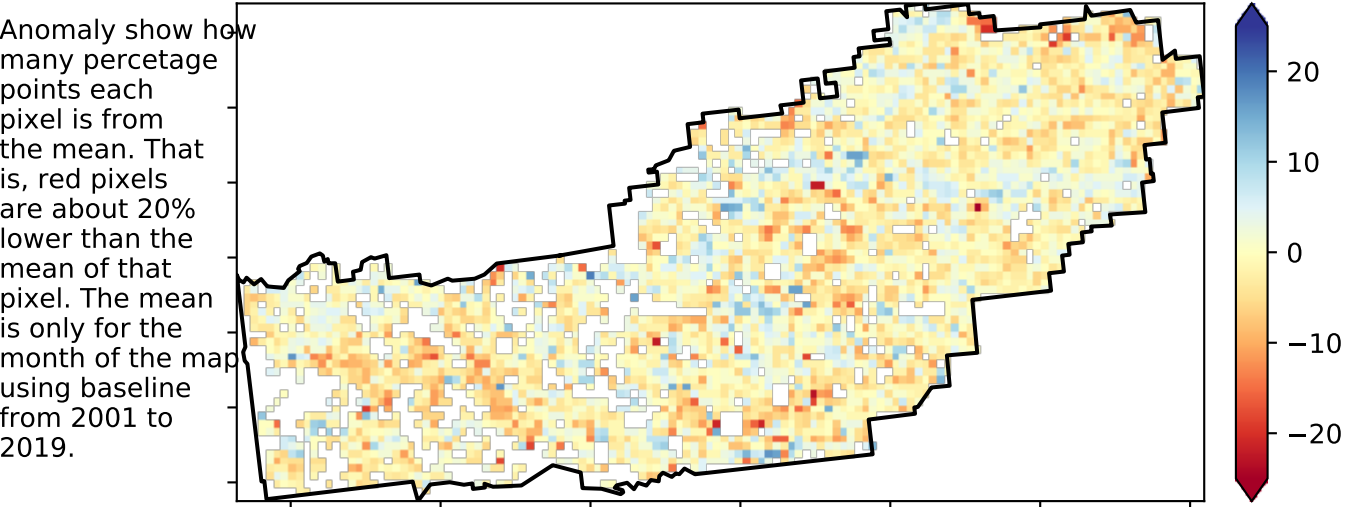 Anomaly show how
many percetage
points each
pixel is from
the mean. That
is, red pixels
are about 20%
lower than the
mean of that
pixel. The mean
is only for the
month of the map
using baseline
from 2001 to
2019.
20
10
0
−10
−20